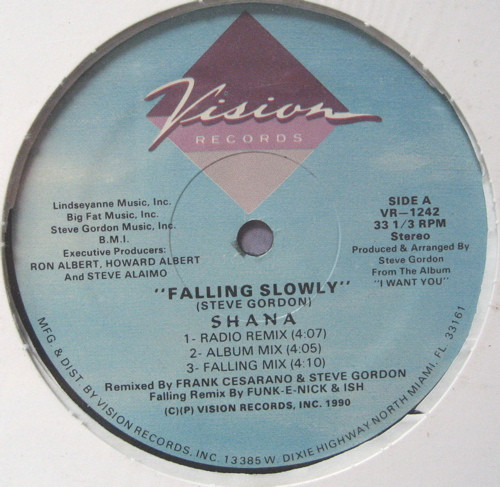 Vision
RECORDS
Lindseyanne Music, Inc.
Big Fat Music, Inc.
Steve Gordon Music, Inc.
B.M.I.
Executive Producers:
RON ALBERT, HOWARD ALBERT
And STEVE ALAIMO
SIDE A
VR-1242
33 1/3 RPM
Stereo
Produced & Arranged By
Steve Gordon
From The Album
"I WANT YOU"
"FALLING SLOWLY"
(STEVE GORDON)
SHANA
1- RADIO REMIX (4:07)
2- ALBUM MIX (4:05)
3- FALLING MIX (4:10)
Remixed By FRANK CESARANO & STEVE GORDON
Falling Remix By FUNK-E-NICK & ISH
(C)(P) VISION RECORDS, INC. 1990
MFG. & DIST. BY VISION RECORDS, INC. 13385 W. DIXIE HIGHWAY NORTH MIAMI, FL. 33161